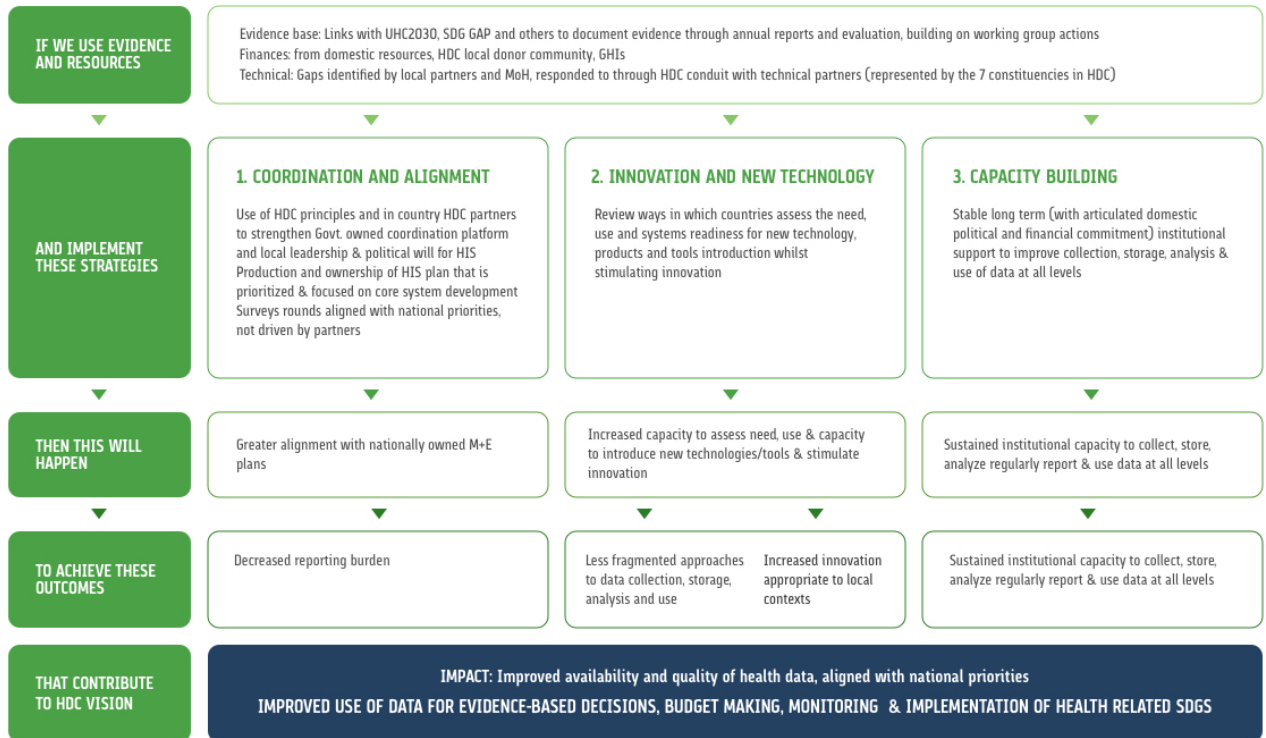 IF WE USE EVIDENCE
AND RESOURCES
Evidence base: Links with UHC2030, SDG GAP and others to document evidence through annual reports and evaluation, building on working group actions
Finances: from domestic resources, HDC local donor community, GHIs
Technical: Gaps identified by local partners and MoH, responded to through HDC conduit with technical partners (represented by the 7 constituencies in HDC)
AND IMPLEMENT
THESE STRATEGIES
1. COORDINATION AND ALIGNMENT
Use of HDC principles and in country HDC partners
to strengthen Govt. owned coordination platform
and local leadership & political will for HIS
Production and ownership of HIS plan that is
prioritized & focused on core system development
Surveys rounds aligned with national priorities,
not driven by partners
2. INNOVATION AND NEW TECHNOLOGY
Review ways in which countries assess the need,
use and systems readiness for new technology,
products and tools introduction whilst
stimulating innovation
3. CAPACITY BUILDING
Stable long term (with articulated domestic
political and financial commitment) institutional
support to improve collection, storage, analysis &
use of data at all levels
THEN THIS WILL
HAPPEN
Greater alignment with nationally owned M+E
plans
Increased capacity to assess need, use & capacity
to introduce new technologies/tools & stimulate
innovation
Sustained institutional capacity to collect, store,
analyze regularly report & use data at all levels
TO ACHIEVE THESE
OUTCOMES
Decreased reporting burden
Less fragmented approaches
to data collection, storage,
analysis and use
Increased innovation
appropriate to local
contexts
Sustained institutional capacity to collect, store,
analyze regularly report & use data at all levels
THAT CONTRIBUTE
TO HDC VISION
IMPACT: Improved availability and quality of health data, aligned with national priorities
IMPROVED USE OF DATA FOR EVIDENCE-BASED DECISIONS, BUDGET MAKING, MONITORING & IMPLEMENTATION OF HEALTH RELATED SDGS